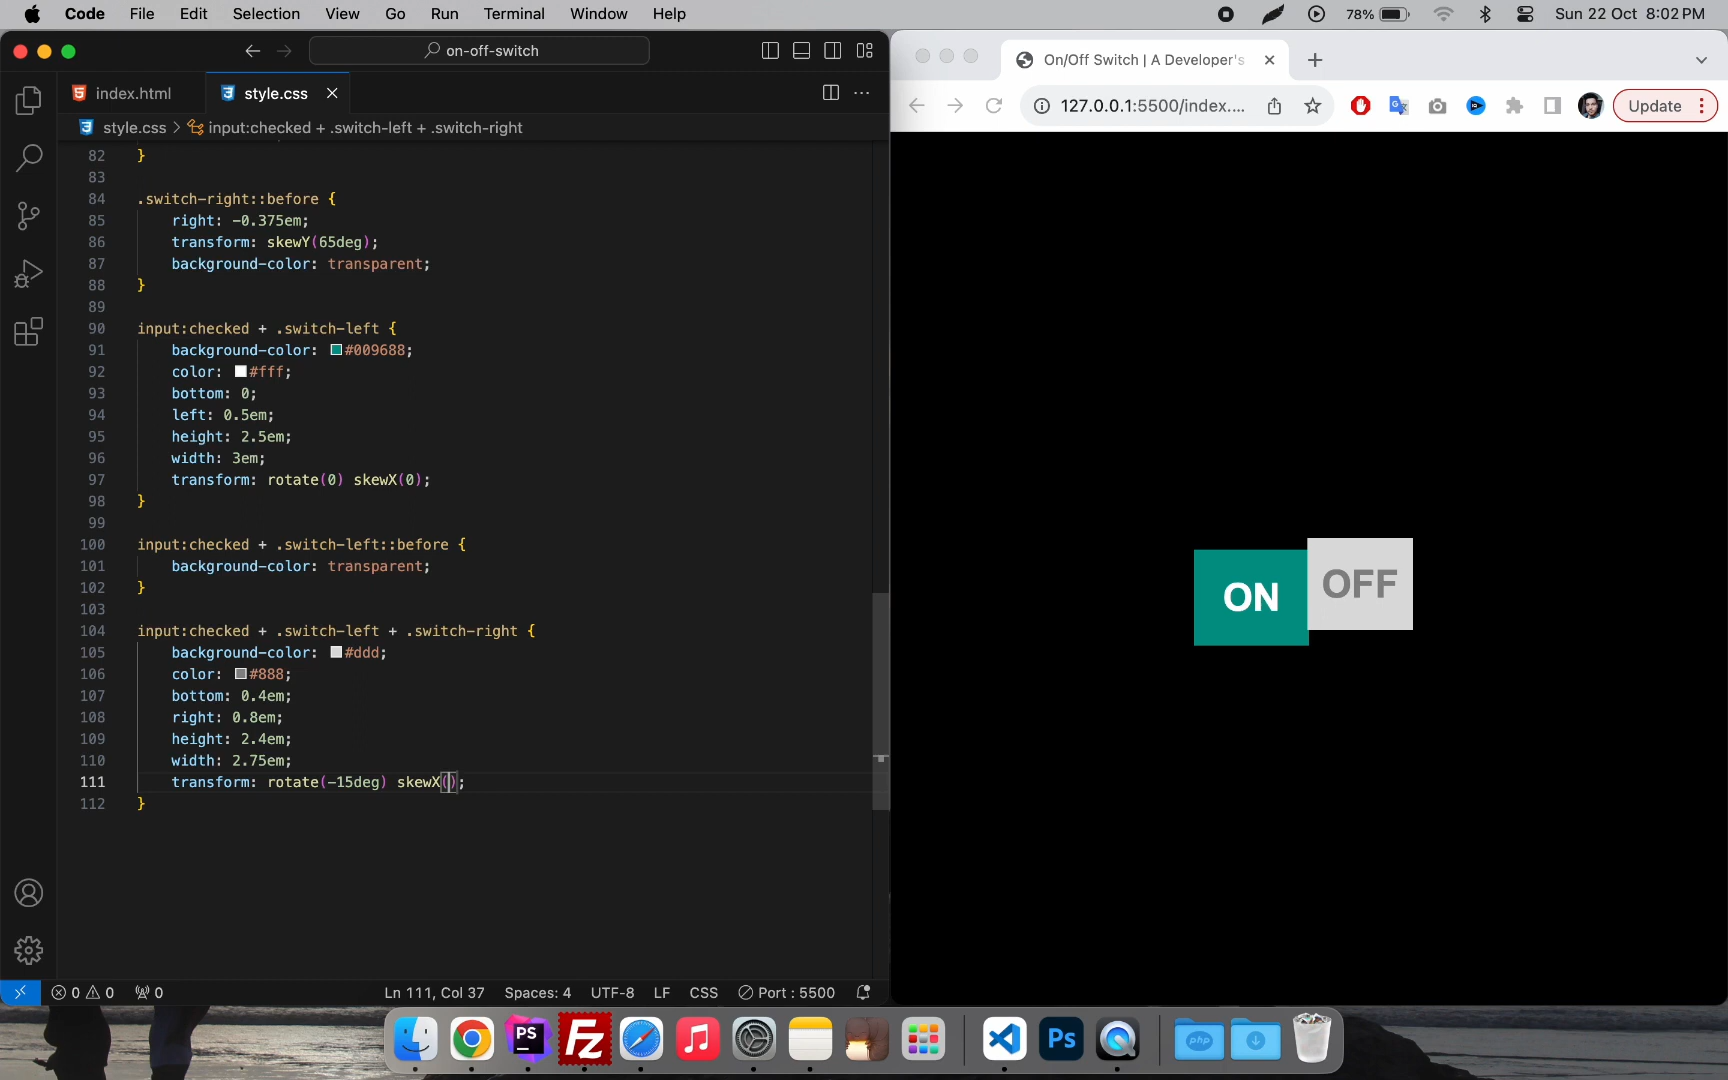 Code File Edit Selection View Go Run Terminal Window Help 78% Sun 22 Oct 8:02 PM
on-off-switch
On/Off Switch | A Developer's
index.html style.css
127.0.0.1:5500/index.... Update
style.css > input:checked + .switch-left + .switch-right
82 }
83
84 .switch-right::before {
85 right: -0.375em;
86 transform: skewY(65deg);
87 background-color: transparent;
88 }
89
90 input:checked + .switch-left {
91 background-color: #009688;
92 color: #fff;
93 bottom: 0;
94 left: 0.5em;
95 height: 2.5em;
96 width: 3em;
97 transform: rotate(0) skewX(0);
98 }
99
100 input:checked + .switch-left::before {
101 background-color: transparent;
102 }
103
104 input:checked + .switch-left + .switch-right {
105 background-color: #ddd;
106 color: #888;
107 bottom: 0.4em;
108 right: 0.8em;
109 height: 2.4em;
110 width: 2.75em;
111 transform: rotate(-15deg) skewX();
112 }
ON OFF
0 0 0 Ln 111, Col 37 Spaces: 4 UTF-8 LF CSS Port : 5500
PS Fz Ps php